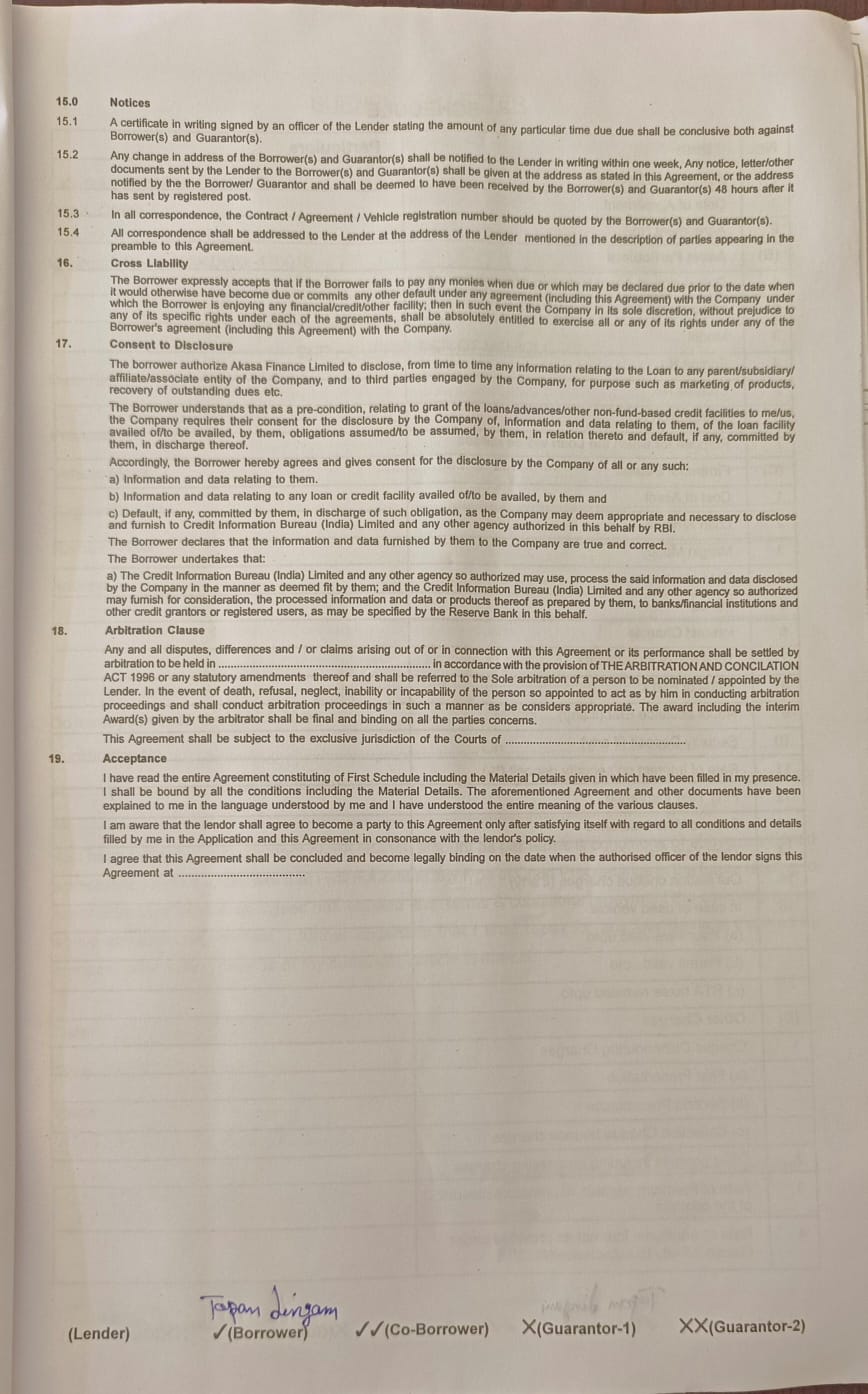 15.0 Notices
15.1 A certificate in writing signed by an officer of the Lender stating the amount of any particular time due due shall be conclusive both against
Borrower(s) and Guarantor(s).
15.2 Any change in address of the Borrower(s) and Guarantor(s) shall be notified to the Lender in writing within one week, Any notice, letter/other
documents sent by the Lender to the Borrower(s) and Guarantor(s) shall be given at the address as stated in this Agreement, or the address
notified by the the Borrower/ Guarantor and shall be deemed to have been received by the Borrower(s) and Guarantor(s) 48 hours after it
has sent by registered post.
15.3 In all correspondence, the Contract / Agreement / Vehicle registration number should be quoted by the Borrower(s) and Guarantor(s).
15.4 All correspondence shall be addressed to the Lender at the address of the Lender mentioned in the description of parties appearing in the
preamble to this Agreement.
16. Cross Liability
The Borrower expressly accepts that if the Borrower fails to pay any monies when due or which may be declared due prior to the date when
it would otherwise have become due or commits any other default under any agreement (including this Agreement) with the Company under
which the Borrower is enjoying any financial/credit/other facility; then in such event the Company in its sole discretion, without prejudice to
any of its specific rights under each of the agreements, shall be absolutely entitled to exercise all or any of its rights under any of the
Borrower's agreement (including this Agreement) with the Company.
17. Consent to Disclosure
The borrower authorize Akasa Finance Limited to disclose, from time to time any information relating to the Loan to any parent/subsidiary/
affiliate/associate entity of the Company, and to third parties engaged by the Company, for purpose such as marketing of products,
recovery of outstanding dues etc.
The Borrower understands that as a pre-condition, relating to grant of the loans/advances/other non-fund-based credit facilities to me/us,
the Company requires their consent for the disclosure by the Company of, information and data relating to them, of the loan facility
availed of/to be availed, by them, obligations assumed/to be assumed, by them, in relation thereto and default, if any, committed by
them, in discharge thereof.
Accordingly, the Borrower hereby agrees and gives consent for the disclosure by the Company of all or any such:
a) Information and data relating to them.
b) Information and data relating to any loan or credit facility availed of/to be availed, by them and
c) Default, if any, committed by them, in discharge of such obligation, as the Company may deem appropriate and necessary to disclose
and furnish to Credit Information Bureau (India) Limited and any other agency authorized in this behalf by RBI.
The Borrower declares that the information and data furnished by them to the Company are true and correct.
The Borrower undertakes that:
a) The Credit Information Bureau (India) Limited and any other agency so authorized may use, process the said information and data disclosed
by the Company in the manner as deemed fit by them; and the Credit Information Bureau (India) Limited and any other agency so authorized
may furnish for consideration, the processed information and data or products thereof as prepared by them, to banks/financial institutions and
other credit grantors or registered users, as may be specified by the Reserve Bank in this behalf.
18. Arbitration Clause
Any and all disputes, differences and / or claims arising out of or in connection with this Agreement or its performance shall be settled by
arbitration to be held in ...................................................................... in accordance with the provision of THE ARBITRATION AND CONCILATION
ACT 1996 or any statutory amendments thereof and shall be referred to the Sole arbitration of a person to be nominated / appointed by the
Lender. In the event of death, refusal, neglect, inability or incapability of the person so appointed to act as by him in conducting arbitration
proceedings and shall conduct arbitration proceedings in such a manner as be considers appropriate. The award including the interim
Award(s) given by the arbitrator shall be final and binding on all the parties concerns.
This Agreement shall be subject to the exclusive jurisdiction of the Courts of ............................................................
19. Acceptance
I have read the entire Agreement constituting of First Schedule including the Material Details given in which have been filled in my presence.
I shall be bound by all the conditions including the Material Details. The aforementioned Agreement and other documents have been
explained to me in the language understood by me and I have understood the entire meaning of the various clauses.
I am aware that the lendor shall agree to become a party to this Agreement only after satisfying itself with regard to all conditions and details
filled by me in the Application and this Agreement in consonance with the lendor's policy.
I agree that this Agreement shall be concluded and become legally binding on the date when the authorised officer of the lendor signs this
Agreement at .......................................
Tapan Lingam
(Lender) ✓(Borrower) ✓✓(Co-Borrower) X(Guarantor-1) XX(Guarantor-2)